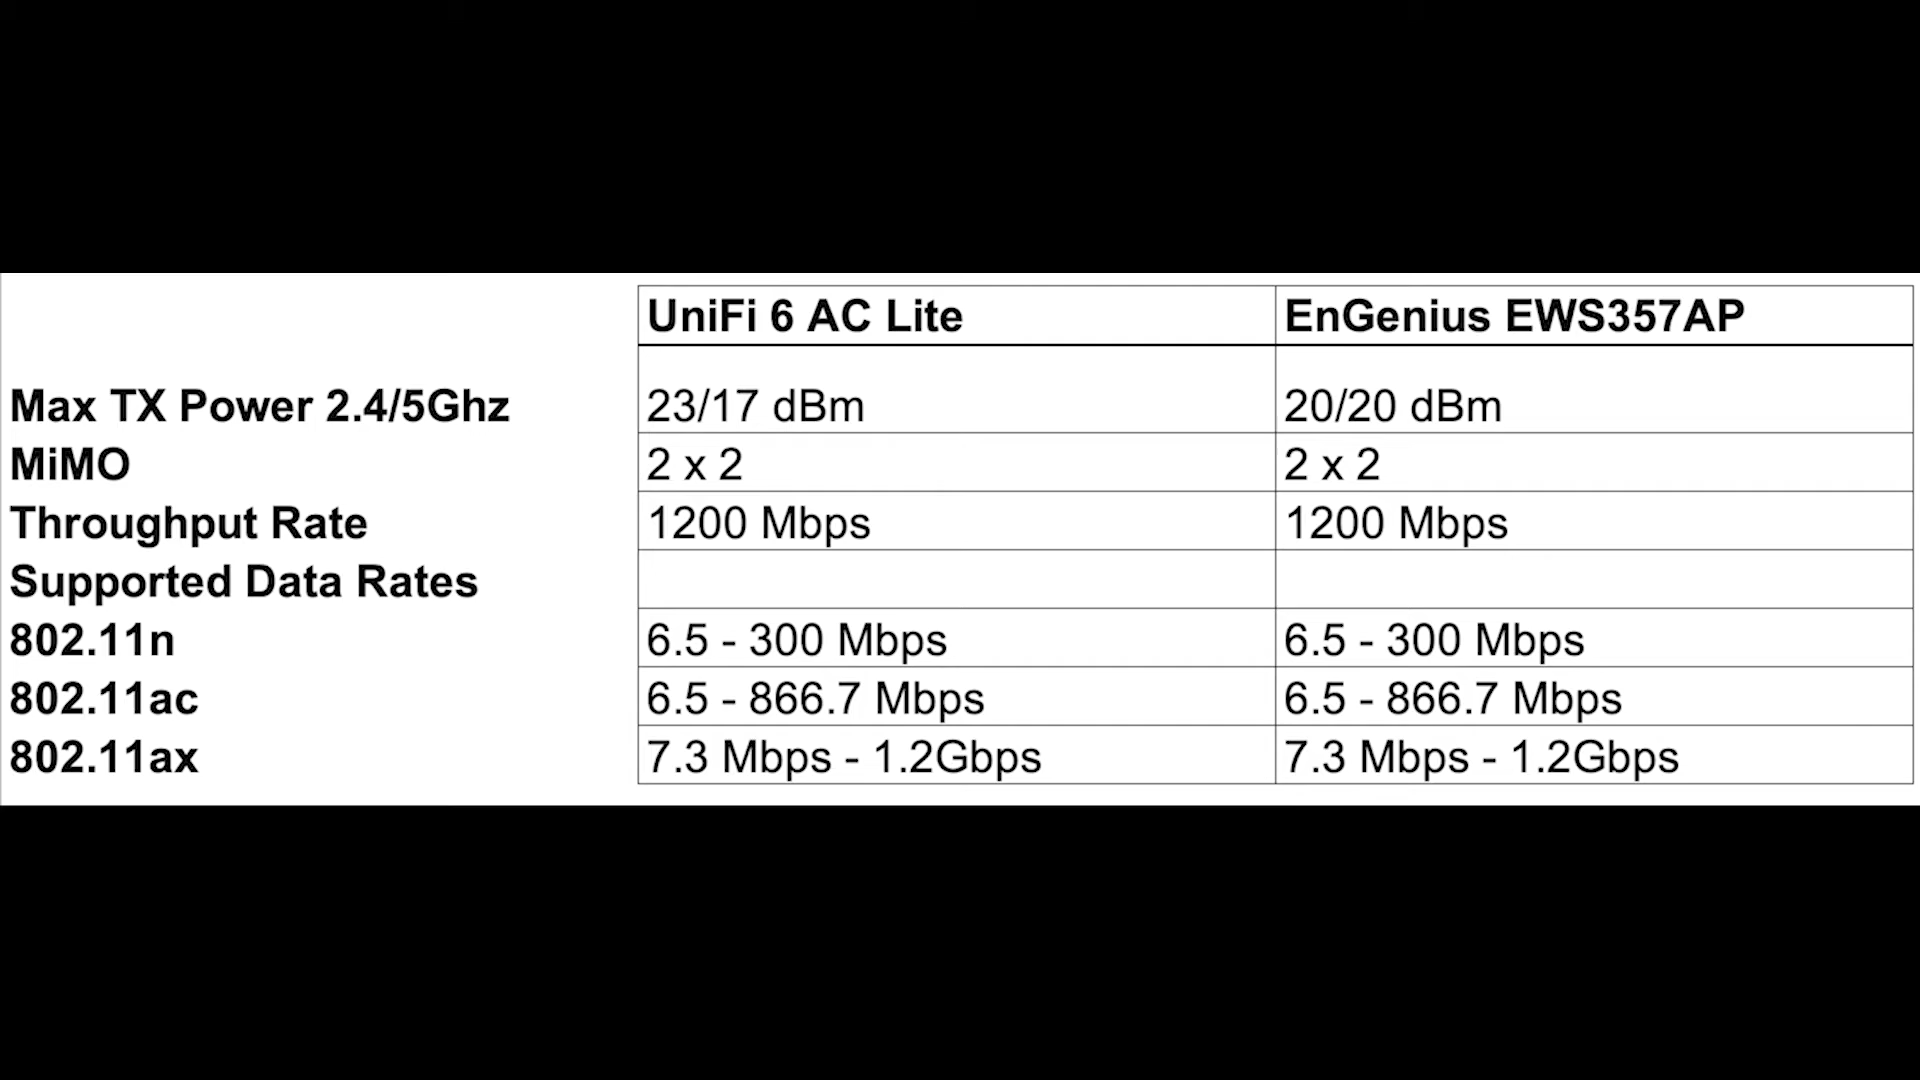 UniFi 6 AC Lite EnGenius EWS357AP
Max TX Power 2.4/5Ghz 23/17 dBm 20/20 dBm
MiMO 2 x 2 2 x 2
Throughput Rate 1200 Mbps 1200 Mbps
Supported Data Rates
802.11n 6.5 - 300 Mbps 6.5 - 300 Mbps
802.11ac 6.5 - 866.7 Mbps 6.5 - 866.7 Mbps
802.11ax 7.3 Mbps - 1.2Gbps 7.3 Mbps - 1.2Gbps